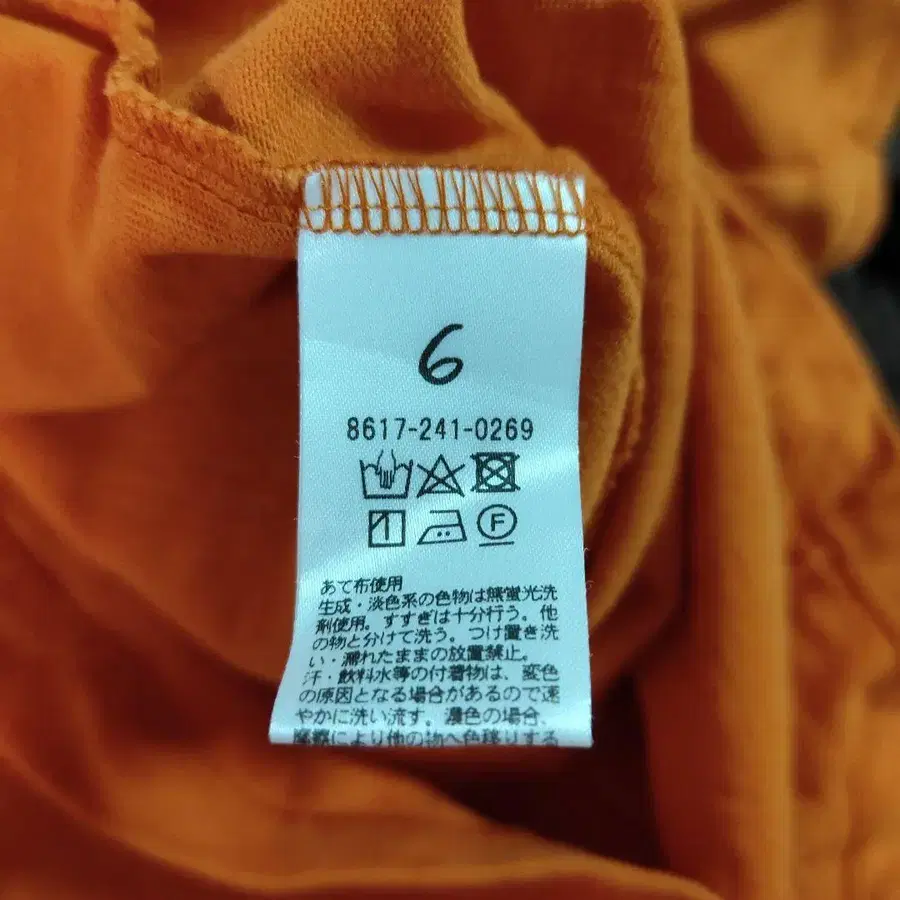 6
8617-241-0269
F
あて布使用
生成・淡色系の色物は無蛍光洗
剤使用。すすぎは十分行う。他
の物と分けて洗う。つけ置き洗
い・濡れたままの放置禁止。
汗・飲料水等の付着物は、変色
の原因となる場合があるので速
やかに洗い流す。濃色の場合、
摩擦により他の物へ色移りする